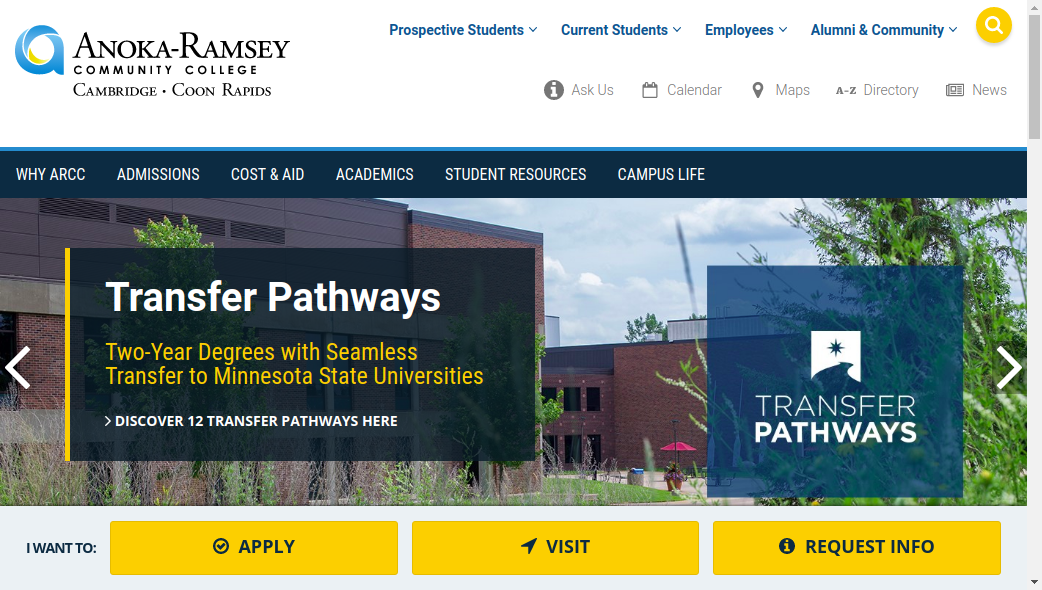 Prospective Students
Current Students
Employees
Alumni & Community
ANOKA-RAMSEY
COMMUNITY COLLEGE
CAMBRIDGE • COON RAPIDS
Ask Us
Calendar
Maps
A-Z Directory
News
WHY ARCC
ADMISSIONS
COST & AID
ACADEMICS
STUDENT RESOURCES
CAMPUS LIFE
Transfer Pathways
Two-Year Degrees with Seamless
Transfer to Minnesota State Universities
DISCOVER 12 TRANSFER PATHWAYS HERE
TRANSFER
PATHWAYS
I WANT TO:
APPLY
VISIT
REQUEST INFO